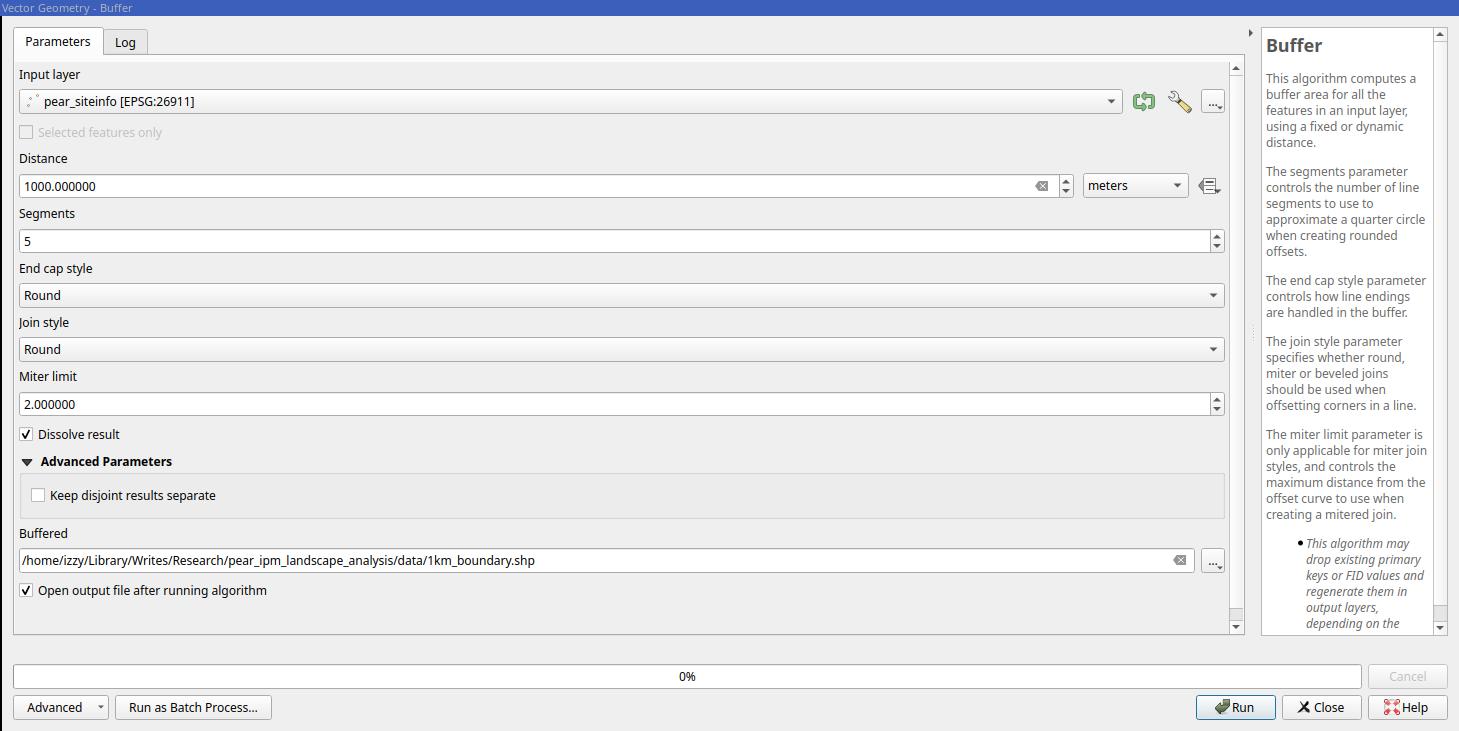 Vector Geometry - Buffer
Parameters
Log
Input layer
pear_siteinfo [EPSG:26911]
...
Selected features only
Distance
1000.000000
meters
Segments
5
End cap style
Round
Join style
Round
Miter limit
2.000000
Dissolve result
Advanced Parameters
Keep disjoint results separate
Buffered
/home/izzy/Library/Writes/Research/pear_ipm_landscape_analysis/data/1km_boundary.shp
...
Open output file after running algorithm
Buffer
This algorithm computes a
buffer area for all the
features in an input layer,
using a fixed or dynamic
distance.
The segments parameter
controls the number of line
segments to use to
approximate a quarter circle
when creating rounded
offsets.
The end cap style parameter
controls how line endings
are handled in the buffer.
The join style parameter
specifies whether round,
miter or beveled joins
should be used when
offsetting corners in a line.
The miter limit parameter is
only applicable for miter join
styles, and controls the
maximum distance from the
offset curve to use when
creating a mitered join.
• This algorithm may
drop existing primary
keys or FID values and
regenerate them in
output layers,
depending on the
0%
Cancel
Advanced
Run as Batch Process...
Run
Close
Help